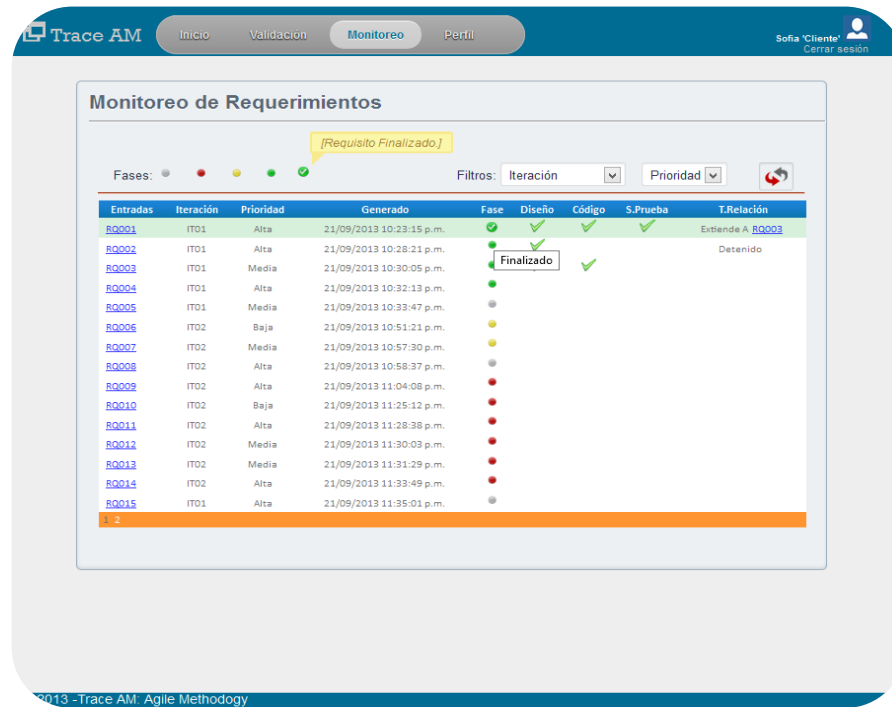 Trace AM Inicio Validación Monitoreo Perfil
Sofia 'Cliente'
Cerrar sesión
Monitoreo de Requerimientos
[Requisito Finalizado.]
Fases: Filtros: Iteración Prioridad
Entradas Iteración Prioridad Generado Fase Diseño Código S.Prueba T.Relación
RQ001 IT01 Alta 21/09/2013 10:23:15 p.m. Extiende A RQ003
RQ002 IT01 Alta 21/09/2013 10:28:21 p.m. Detenido
Finalizado
RQ003 IT01 Media 21/09/2013 10:30:05 p.m.
RQ004 IT01 Alta 21/09/2013 10:32:13 p.m.
RQ005 IT01 Media 21/09/2013 10:33:47 p.m.
RQ006 IT02 Baja 21/09/2013 10:51:21 p.m.
RQ007 IT02 Media 21/09/2013 10:57:30 p.m.
RQ008 IT02 Alta 21/09/2013 10:58:37 p.m.
RQ009 IT02 Alta 21/09/2013 11:04:08 p.m.
RQ010 IT02 Baja 21/09/2013 11:25:12 p.m.
RQ011 IT02 Alta 21/09/2013 11:28:38 p.m.
RQ012 IT02 Media 21/09/2013 11:30:03 p.m.
RQ013 IT02 Media 21/09/2013 11:31:29 p.m.
RQ014 IT02 Alta 21/09/2013 11:33:49 p.m.
RQ015 IT01 Alta 21/09/2013 11:35:01 p.m.
1 2
2013 -Trace AM: Agile Methodogy